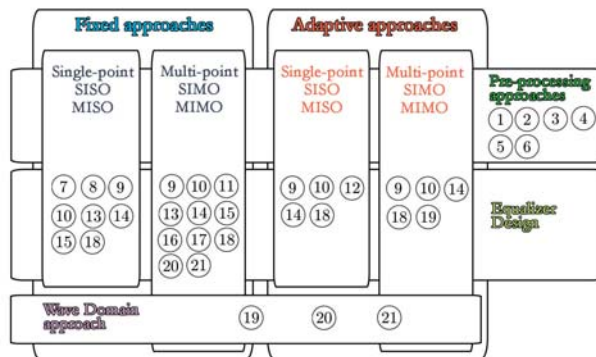 Fixed approaches
Adaptive approaches
Single-point
SISO
MISO
Multi-point
SIMO
MIMO
Single-point
SISO
MISO
Multi-point
SIMO
MIMO
Pre-processing
approaches
1 2 3 4
5 6
7 8 9
10 13 14
15 18
9 10 11
13 14 15
16 17 18
20 21
9 10 12
14 18
9 10 14
18 19
Equalizer
Design
Wave Domain
approach
19 20 21